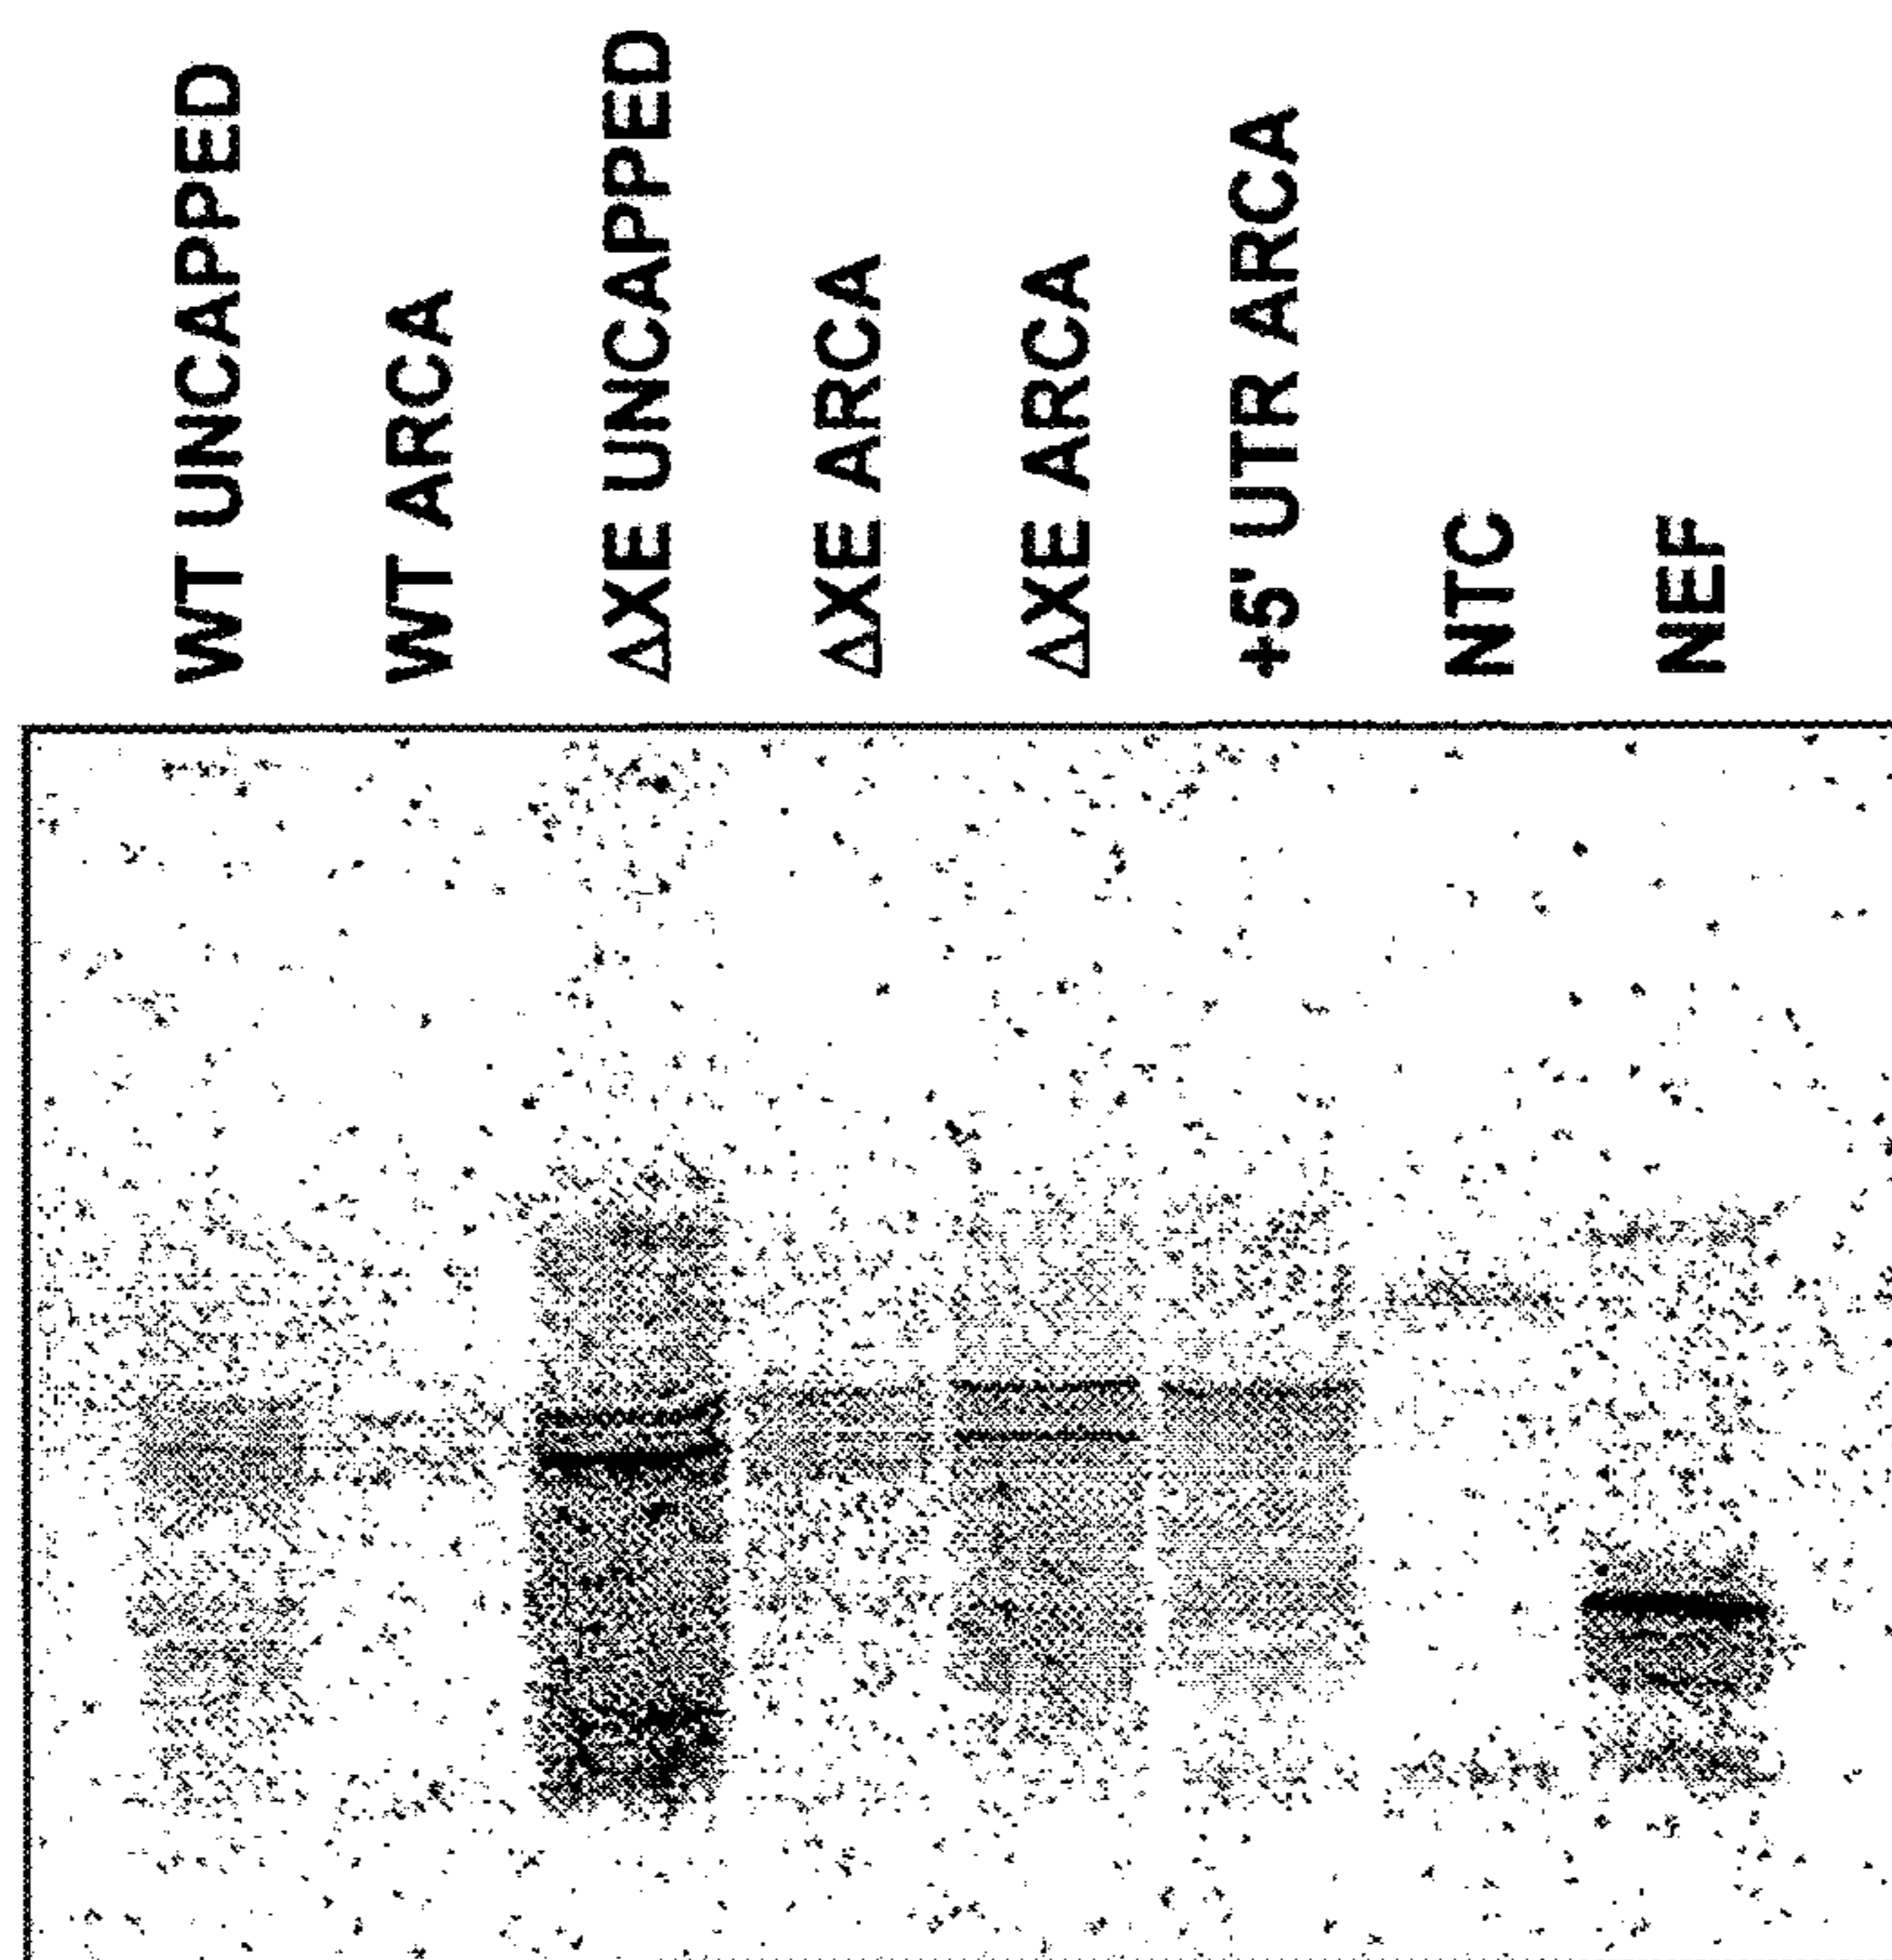 WT UNCAPPED
WT ARCA
ΔXE UNCAPPED
ΔXE ARCA
ΔXE ARCA
+5' UTR ARCA
NTC
NEF